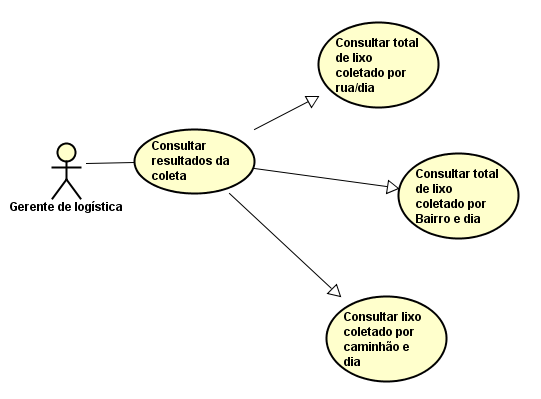 Consultar total
de lixo
coletado por
rua/dia
Consultar
resultados da
coleta
Gerente de logística
Consultar total
de lixo
coletado por
Bairro e dia
Consultar lixo
coletado por
caminhão e
dia